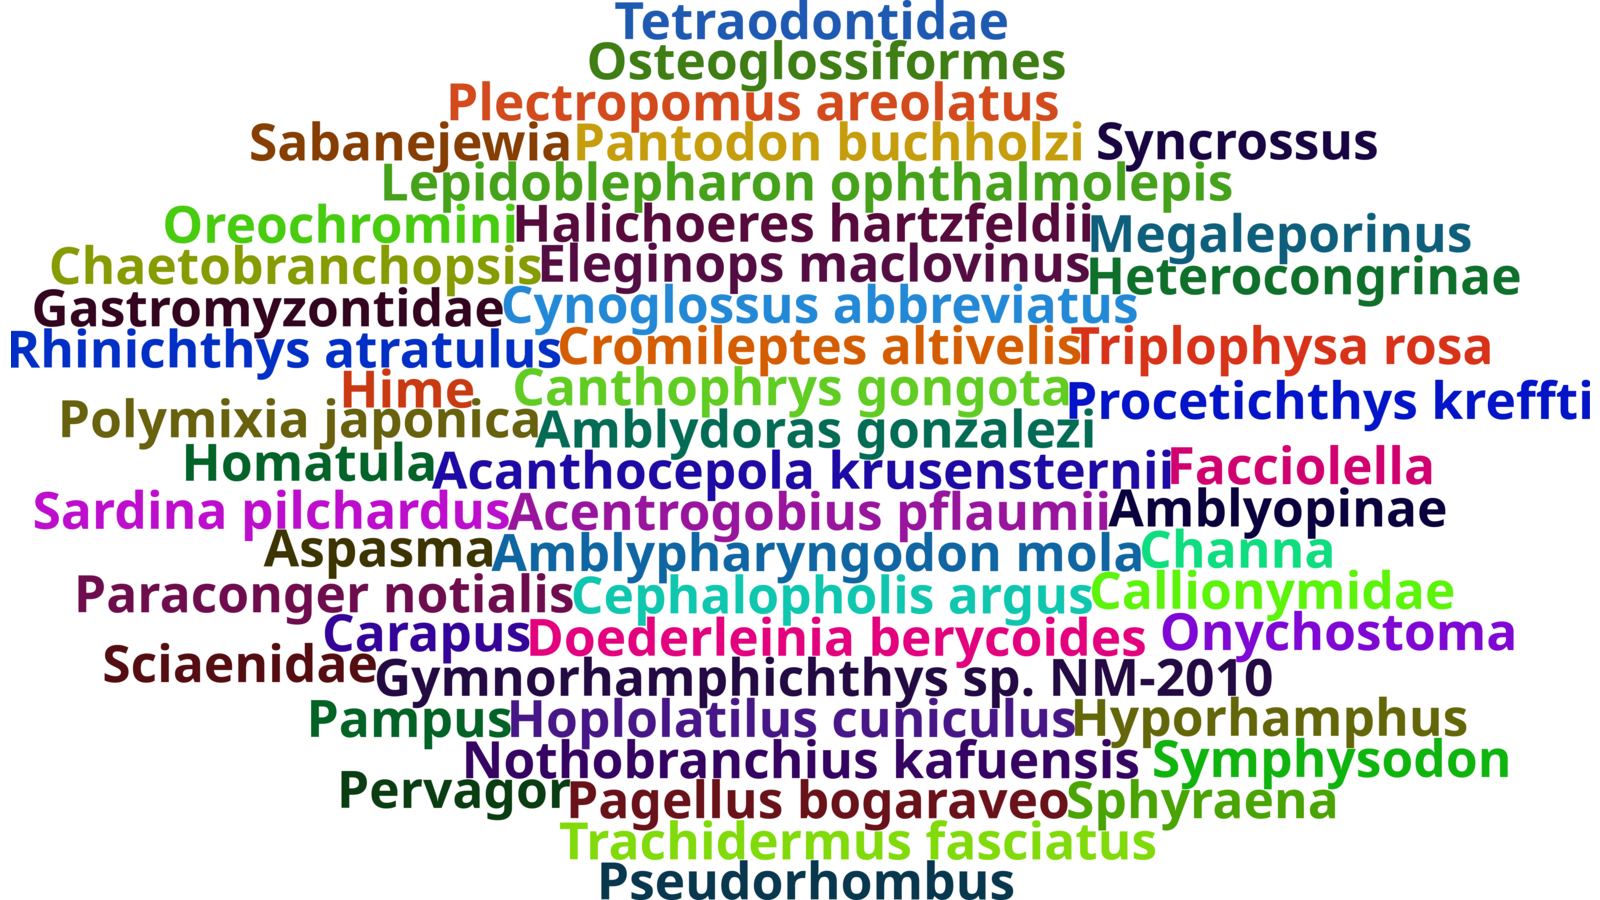 Tetraodontidae
Osteoglossiformes
Plectropomus areolatus
Sabanejewia Pantodon buchholzi Syncrossus
Lepidoblepharon ophthalmolepis
Oreochromini Halichoeres hartzfeldii Megaleporinus
Chaetobranchopsis Eleginops maclovinus Heterocongrinae
Gastromyzontidae Cynoglossus abbreviatus
Rhinichthys atratulus Cromileptes altivelis Triplophysa rosa
Hime Canthophrys gongota Procetichthys kreffti
Polymixia japonica Amblydoras gonzalezi
Homatula Acanthocepola krusensternii Facciolella
Sardina pilchardus Acentrogobius pflaumii Amblyopinae
Aspasma Amblypharyngodon mola Channa
Paraconger notialis Cephalopholis argus Callionymidae
Carapus Doederleinia berycoides Onychostoma
Sciaenidae Gymnorhamphichthys sp. NM-2010
Pampus Hoplolatilus cuniculus Hyporhamphus
Nothobranchius kafuensis Symphysodon
Pervagor Pagellus bogaraveo Sphyraena
Trachidermus fasciatus
Pseudorhombus